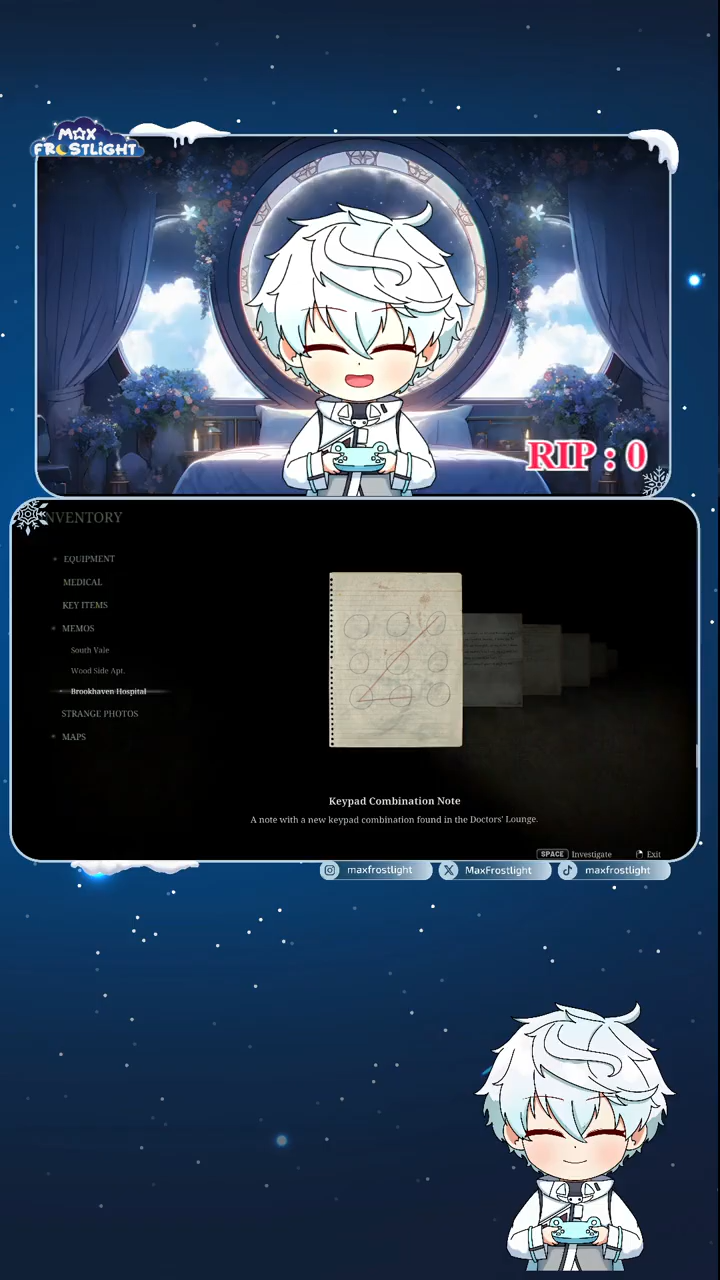 MAX
FROSTLIGHT
RIP : 0
NVENTORY
EQUIPMENT
MEDICAL
KEY ITEMS
MEMOS
South Vale
Wood Side Apt.
Brookhaven Hospital
STRANGE PHOTOS
MAPS
Keypad Combination Note
A note with a new keypad combination found in the Doctors' Lounge.
SPACE Investigate Exit
maxfrostlight MaxFrostlight maxfrostlight